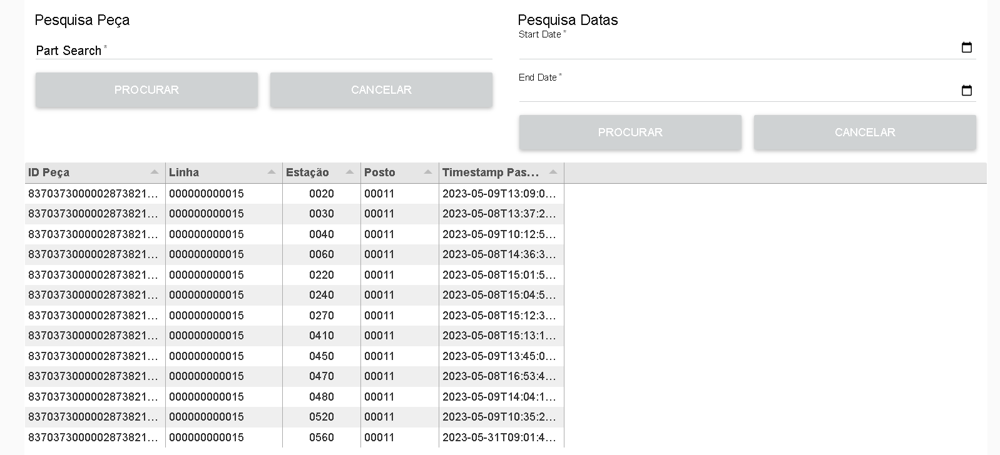 Pesquisa Peça
Part Search *
PROCURAR CANCELAR
Pesquisa Datas
Start Date *
End Date *
PROCURAR CANCELAR
ID Peça Linha Estação Posto Timestamp Pas...
8370373000002873821... 000000000015 0020 00011 2023-05-09T13:09:0...
8370373000002873821... 000000000015 0030 00011 2023-05-08T13:37:2...
8370373000002873821... 000000000015 0040 00011 2023-05-09T10:12:5...
8370373000002873821... 000000000015 0060 00011 2023-05-08T14:36:3...
8370373000002873821... 000000000015 0220 00011 2023-05-08T15:01:5...
8370373000002873821... 000000000015 0240 00011 2023-05-08T15:04:5...
8370373000002873821... 000000000015 0270 00011 2023-05-08T15:12:3...
8370373000002873821... 000000000015 0410 00011 2023-05-08T15:13:1...
8370373000002873821... 000000000015 0450 00011 2023-05-09T13:45:0...
8370373000002873821... 000000000015 0470 00011 2023-05-08T16:53:4...
8370373000002873821... 000000000015 0480 00011 2023-05-09T14:04:1...
8370373000002873821... 000000000015 0520 00011 2023-05-09T10:35:2...
8370373000002873821... 000000000015 0560 00011 2023-05-31T09:01:4...